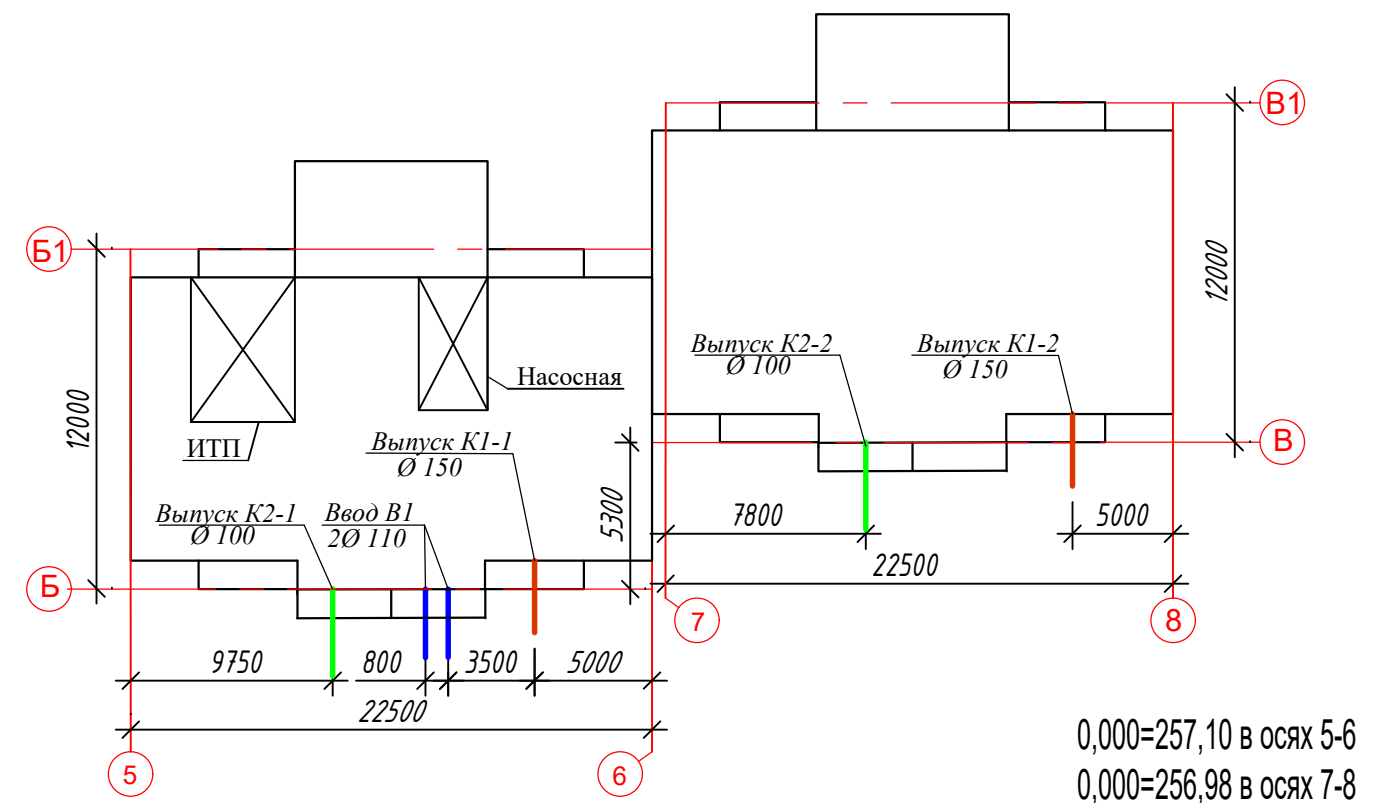 В1
12000
Б1
Выпуск К2-2
Ø 100
Выпуск К1-2
Ø 150
Насосная
12000
ИТП
Выпуск К1-1
Ø 150
В
Выпуск К2-1
Ø 100
Ввод В1
2Ø 110
5300
7800
5000
22500
Б
7
8
9750
800
3500
5000
22500
5
6
0,000=257,10 в осях 5-6
0,000=256,98 в осях 7-8